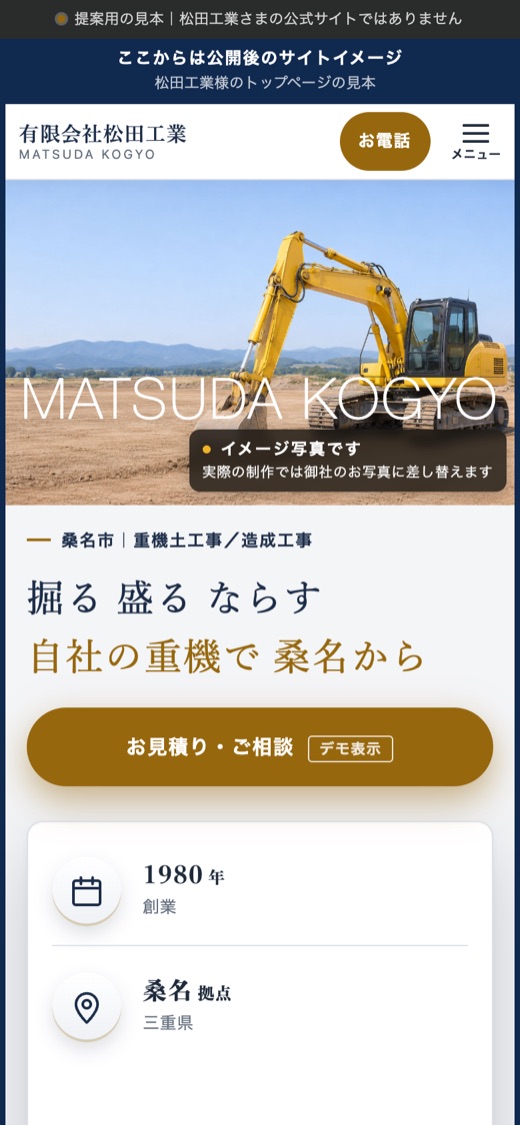 提案用の見本｜松田工業さまの公式サイトではありません
ここからは公開後のサイトイメージ
松田工業様のトップページの見本
有限会社松田工業
MATSUDA KOGYO
お電話
メニュー
MATSUDA KOGYO
イメージ写真です
実際の制作では御社のお写真に差し替えます
桑名市｜重機土工事／造成工事
掘る 盛る ならす
自社の重機で 桑名から
お見積り・ご相談 デモ表示
1980 年
創業
桑名 拠点
三重県